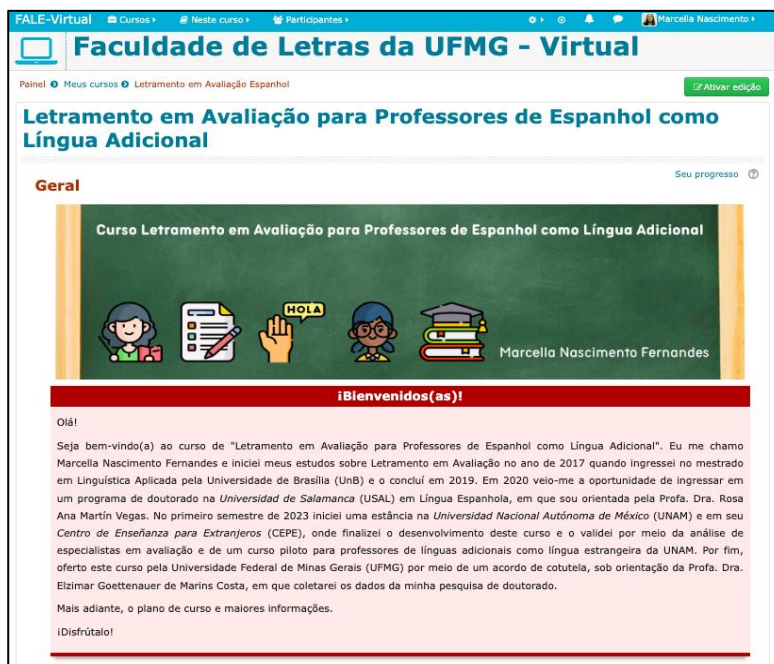 FALE-Virtual Cursos Neste curso Participantes Marcella Nascimento
Faculdade de Letras da UFMG - Virtual
Painel Meus cursos Letramento em Avaliação Espanhol
Ativar edição
Letramento em Avaliação para Professores de Espanhol como
Língua Adicional
Seu progresso
Geral
Curso Letramento em Avaliação para Professores de Espanhol como Língua Adicional
HOLA
Marcella Nascimento Fernandes
¡Bienvenidos(as)!
Olá!
Seja bem-vindo(a) ao curso de "Letramento em Avaliação para Professores de Espanhol como Língua Adicional". Eu me chamo
Marcella Nascimento Fernandes e iniciei meus estudos sobre Letramento em Avaliação no ano de 2017 quando ingressei no mestrado
em Linguística Aplicada pela Universidade de Brasília (UnB) e o concluí em 2019. Em 2020 veio-me a oportunidade de ingressar em
um programa de doutorado na Universidad de Salamanca (USAL) em Língua Espanhola, em que sou orientada pela Profa. Dra. Rosa
Ana Martín Vegas. No primeiro semestre de 2023 iniciei uma estância na Universidad Nacional Autónoma de México (UNAM) e em seu
Centro de Enseñanza para Extranjeros (CEPE), onde finalizei o desenvolvimento deste curso e o validei por meio da análise de
especialistas em avaliação e de um curso piloto para professores de línguas adicionais como língua estrangeira da UNAM. Por fim,
oferto este curso pela Universidade Federal de Minas Gerais (UFMG) por meio de um acordo de cotutela, sob orientação da Profa. Dra.
Elzimar Goettenauer de Marins Costa, em que coletarei os dados da minha pesquisa de doutorado.
Mais adiante, o plano de curso e maiores informações.
¡Disfrútalo!